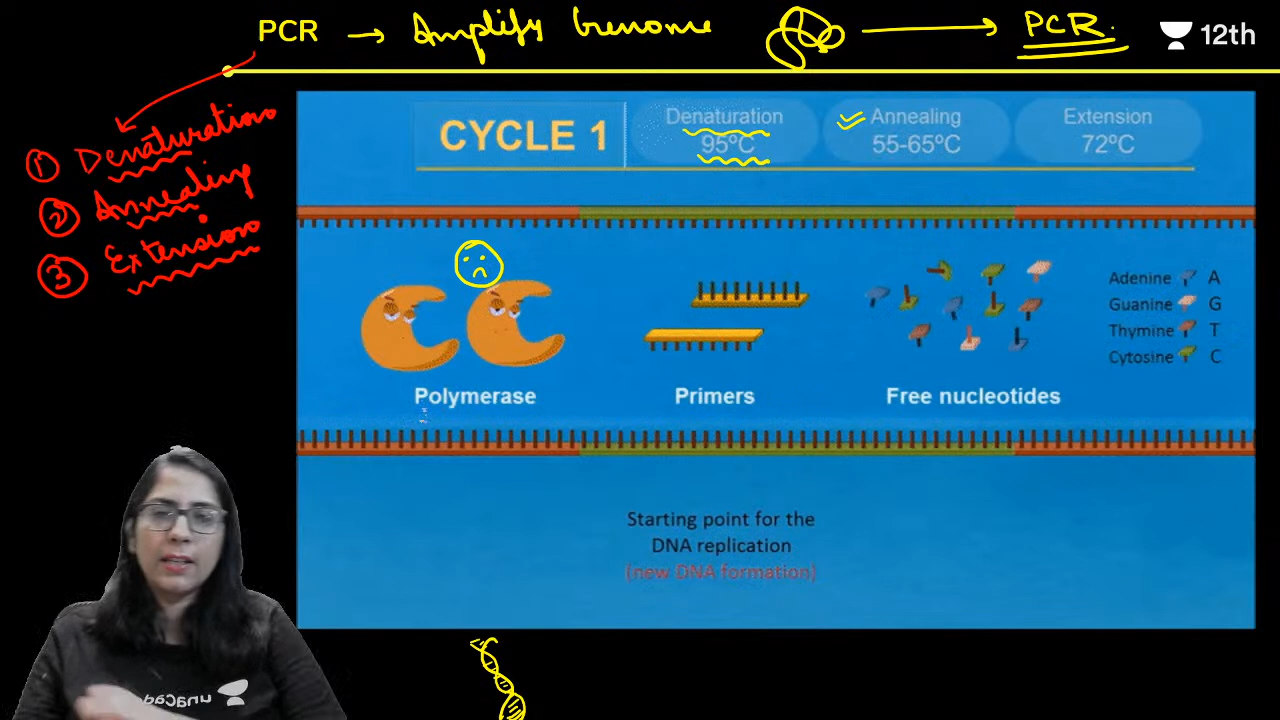 PCR → Amplify Genome → PCR.
12th
① Denaturation
② Annealing
③ Extension
CYCLE 1
Denaturation
95ºC
Annealing
55-65ºC
Extension
72ºC
Adenine A
Guanine G
Thymine T
Cytosine C
Polymerase
Primers
Free nucleotides
Starting point for the
DNA replication
(new DNA formation)
unacade